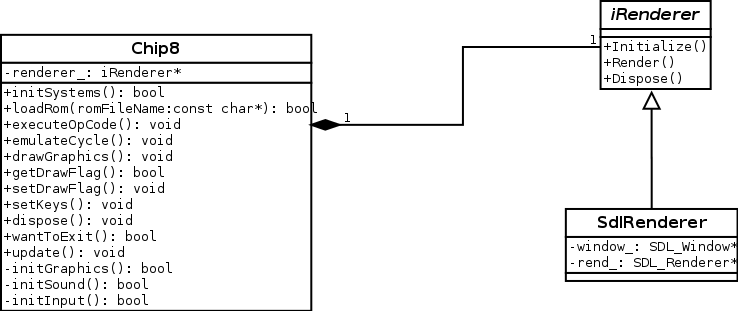 Chip8
-renderer_: iRenderer*
+initSystems(): bool
+loadRom(romFileName:const char*): bool
+executeOpCode(): void
+emulateCycle(): void
+drawGraphics(): void
+getDrawFlag(): bool
+setDrawFlag(): void
+setKeys(): void
+dispose(): void
+wantToExit(): bool
+update(): void
-initGraphics(): bool
-initSound(): bool
-initInput(): bool
1
1
iRenderer
+Initialize()
+Render()
+Dispose()
SdlRenderer
-window_: SDL_Window*
-rend_: SDL_Renderer*